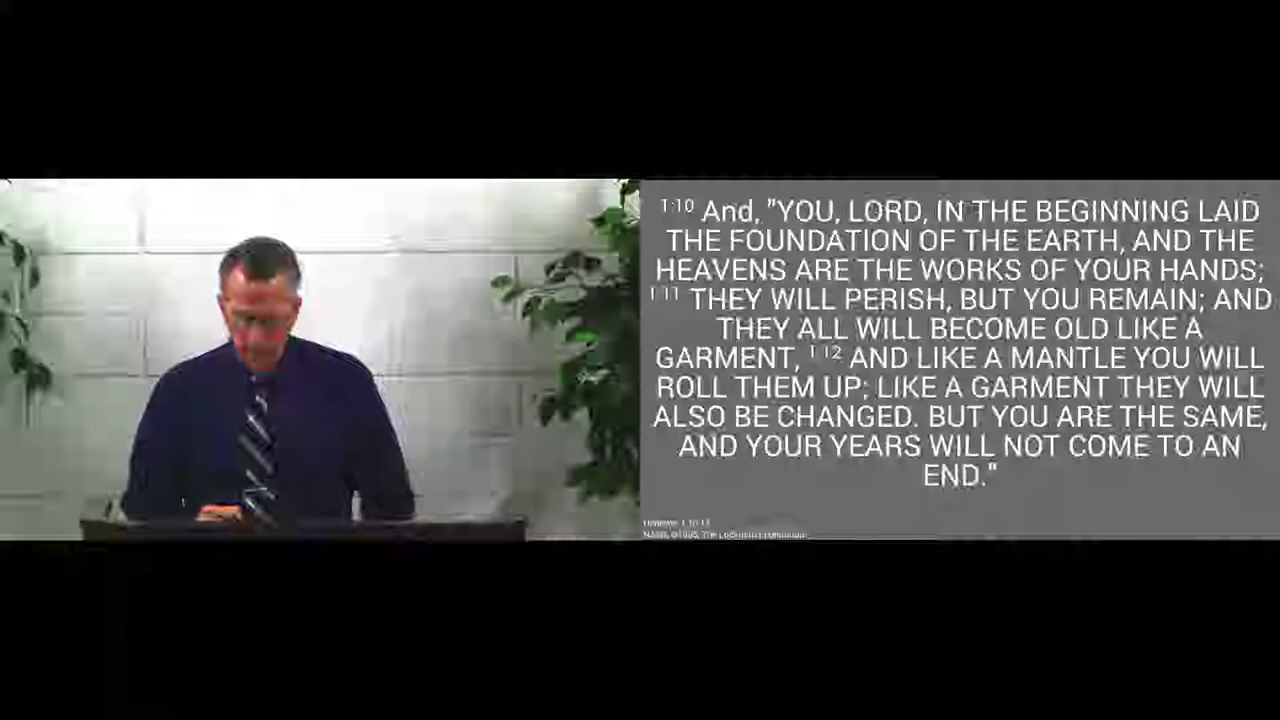 1:10 And, "YOU, LORD, IN THE BEGINNING LAID
THE FOUNDATION OF THE EARTH, AND THE
HEAVENS ARE THE WORKS OF YOUR HANDS;
1:11 THEY WILL PERISH, BUT YOU REMAIN; AND
THEY ALL WILL BECOME OLD LIKE A
GARMENT, 1:12 AND LIKE A MANTLE YOU WILL
ROLL THEM UP; LIKE A GARMENT THEY WILL
ALSO BE CHANGED. BUT YOU ARE THE SAME,
AND YOUR YEARS WILL NOT COME TO AN
END."